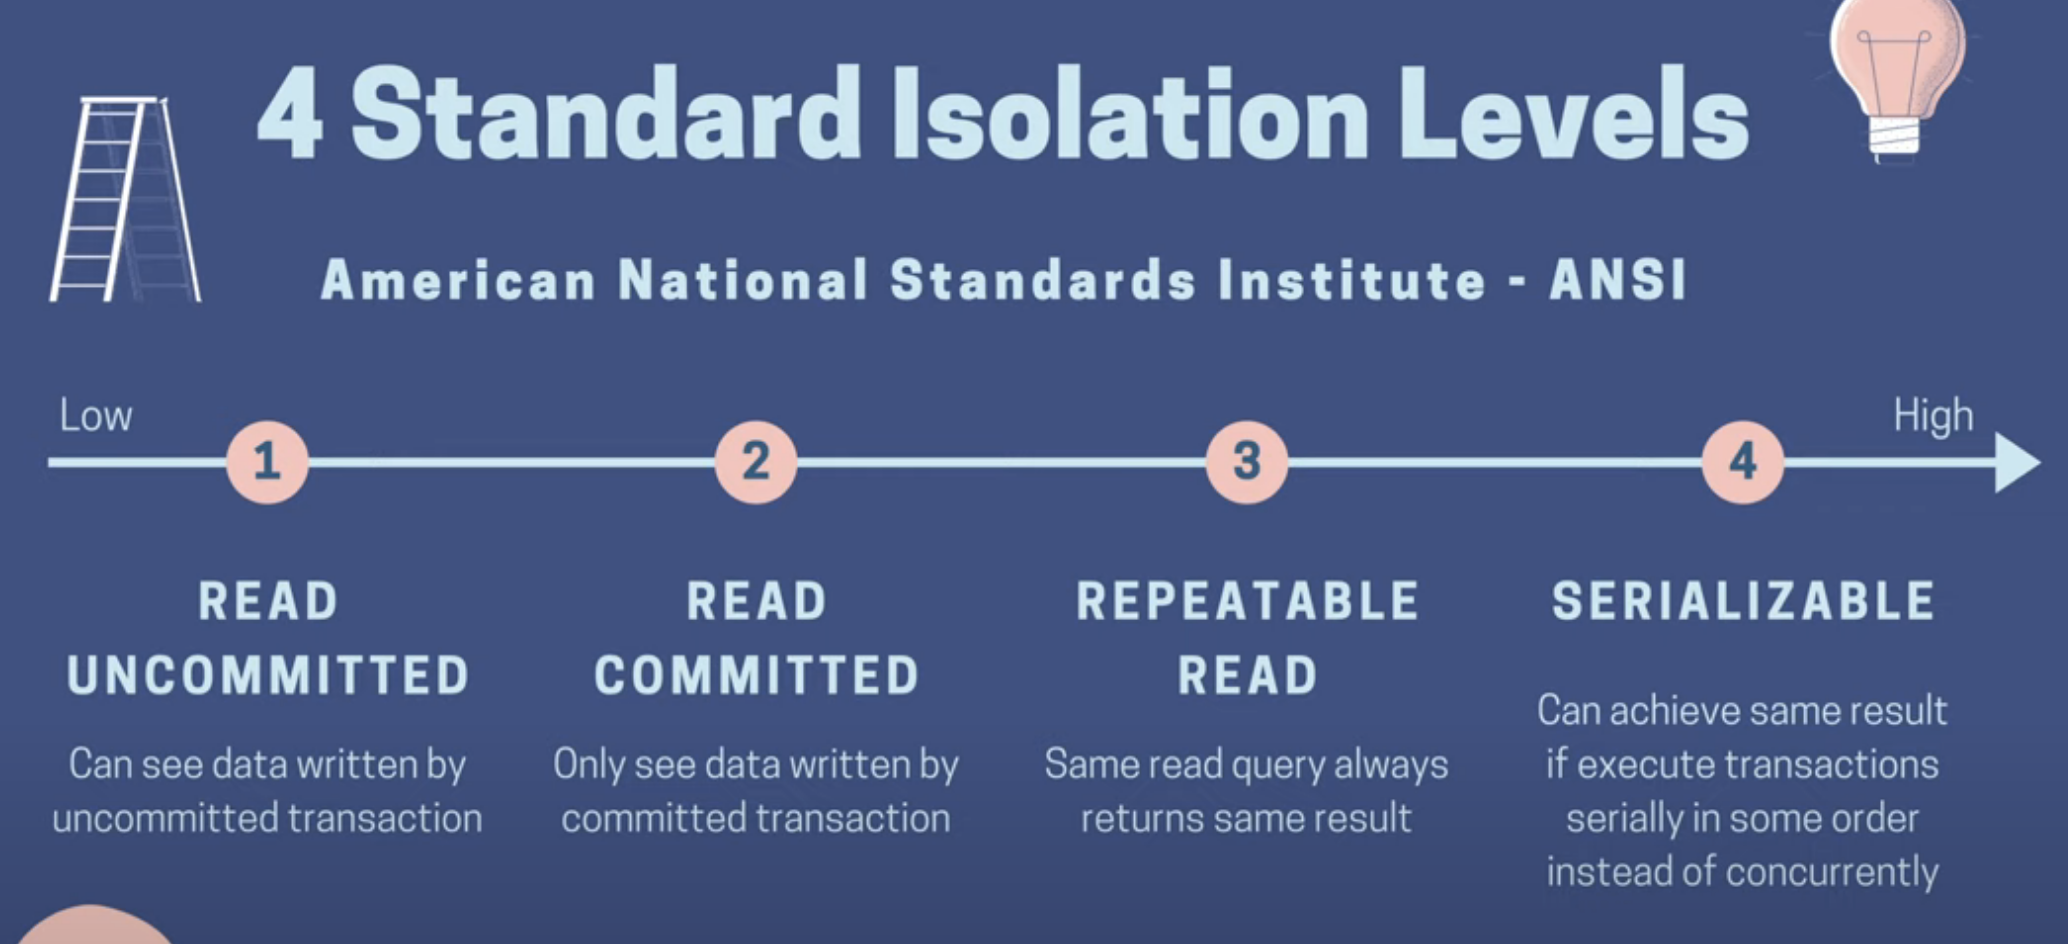 4 Standard Isolation Levels
American National Standards Institute - ANSI
Low
High
1
2
3
4
READ
UNCOMMITTED
Can see data written by
uncommitted transaction
READ
COMMITTED
Only see data written by
committed transaction
REPEATABLE
READ
Same read query always
returns same result
SERIALIZABLE
Can achieve same result
if execute transactions
serially in some order
instead of concurrently